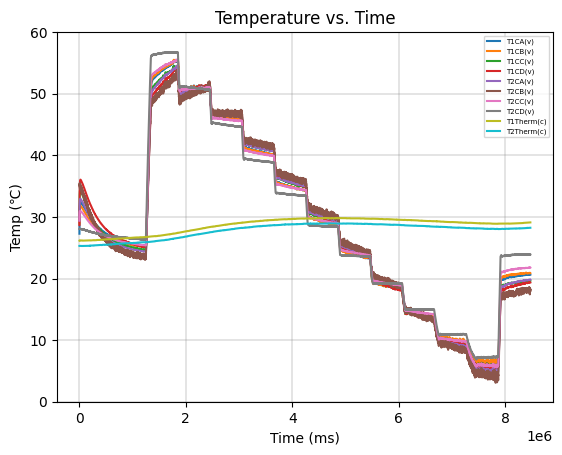 Temperature vs. Time
60
50
40
30
20
10
0
Temp (℃)
T1CA(v)
T1CB(v)
T1CC(v)
T1CD(v)
T2CA(v)
T2CB(v)
T2CC(v)
T2CD(v)
T1Therm(c)
T2Therm(c)
0 2 4 6 8
1e6
Time (ms)